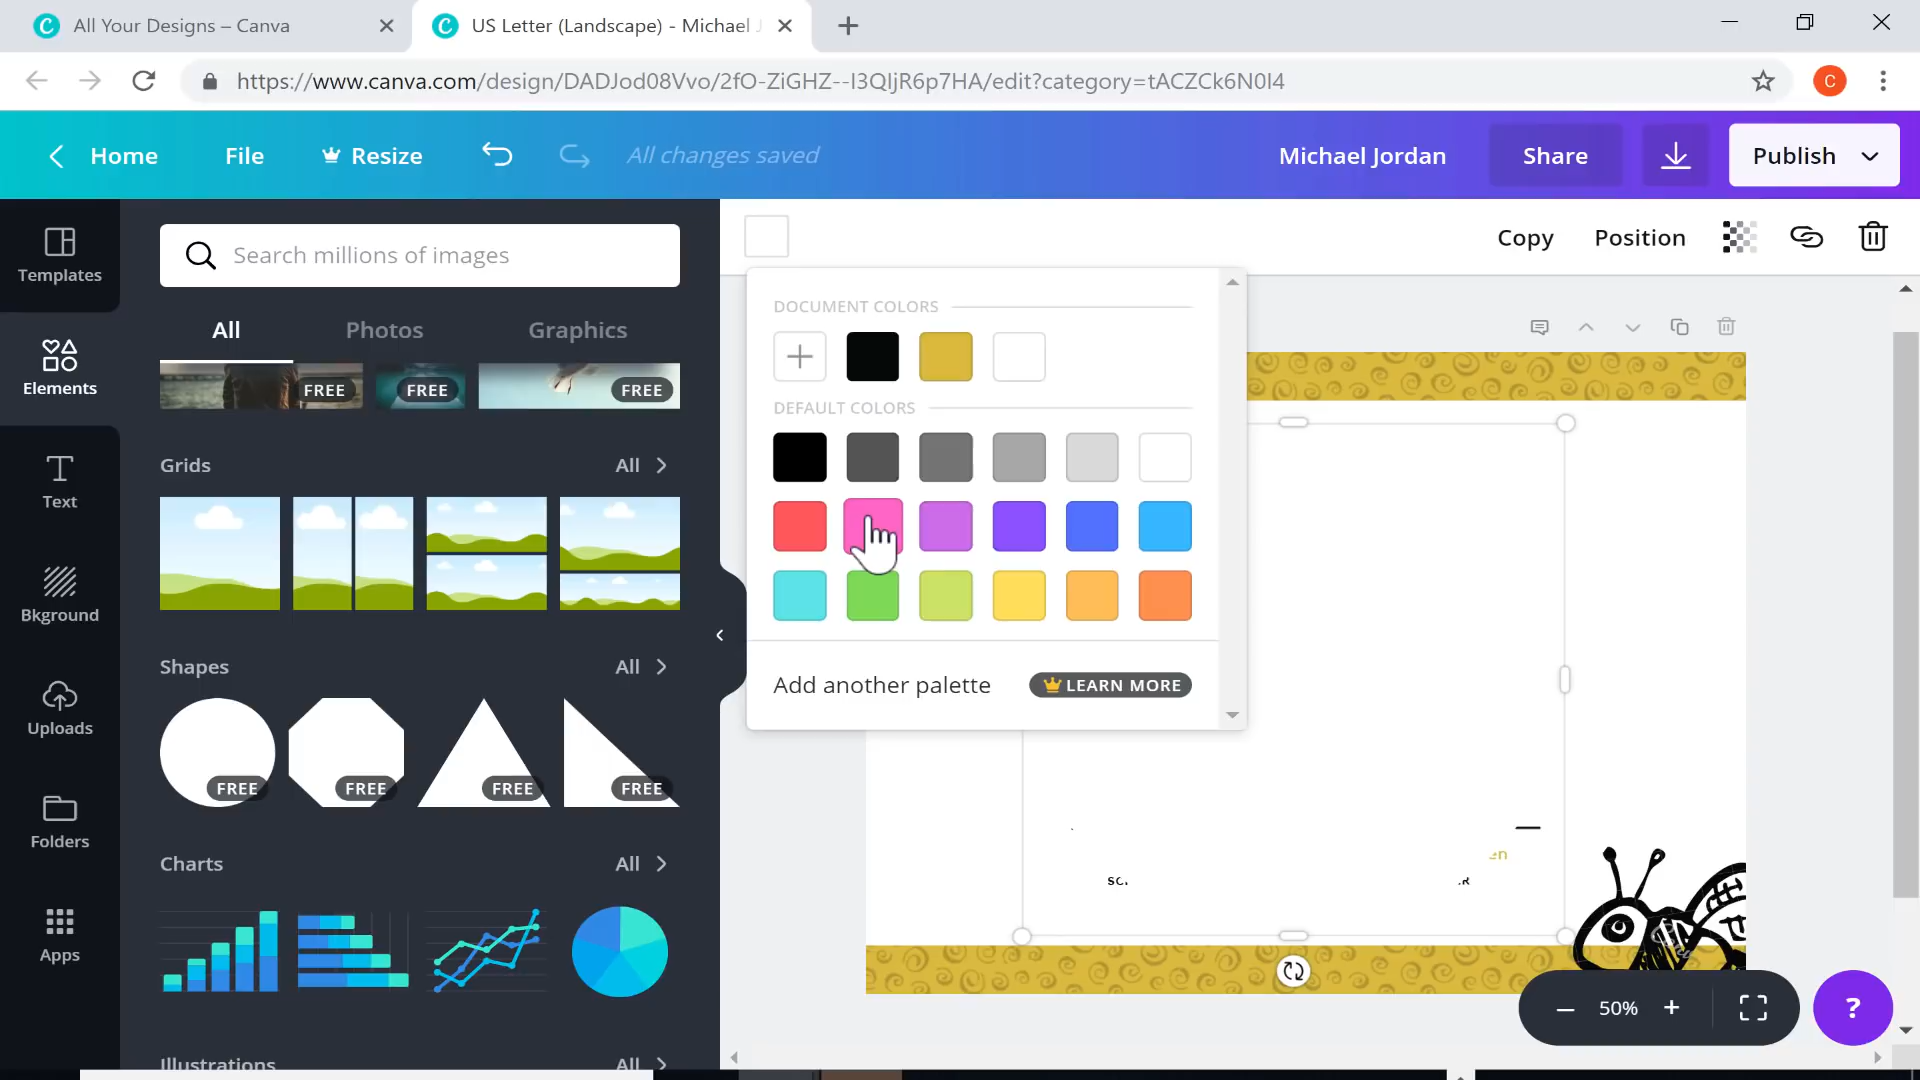 All Your Designs – Canva
US Letter (Landscape) - Michael J
https://www.canva.com/design/DADJod08Vvo/2fO-ZiGHZ--I3QIjR6p7HA/edit?category=tACZCk6N0I4
C
Home
File
Resize
All changes saved
Michael Jordan
Share
Publish
Templates
Elements
Text
Bkground
Uploads
Folders
Apps
Search millions of images
All
Photos
Graphics
FREE
FREE
FREE
Grids
All
Shapes
All
FREE
FREE
FREE
FREE
Charts
All
Illustrations
All
Copy
Position
DOCUMENT COLORS
DEFAULT COLORS
Add another palette
LEARN MORE
50%
?